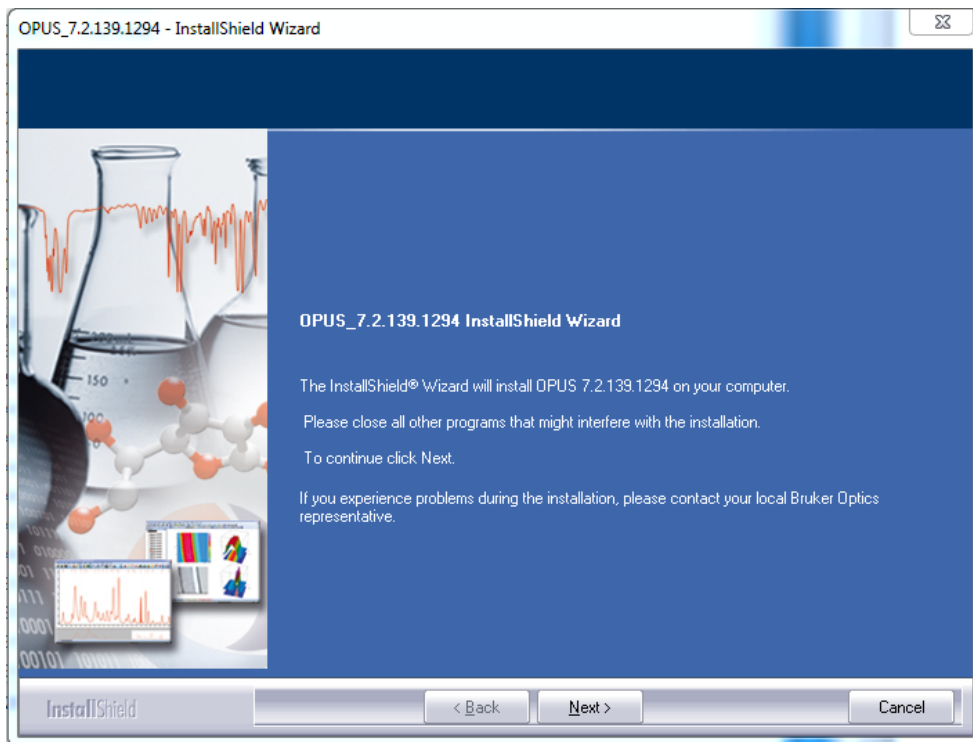 OPUS_7.2.139.1294 - InstallShield Wizard
OPUS_7.2.139.1294 InstallShield Wizard
The InstallShield® Wizard will install OPUS 7.2.139.1294 on your computer.
Please close all other programs that might interfere with the installation.
To continue click Next.
If you experience problems during the installation, please contact your local Bruker Optics
representative.
150
100
InstallShield
< Back
Next >
Cancel